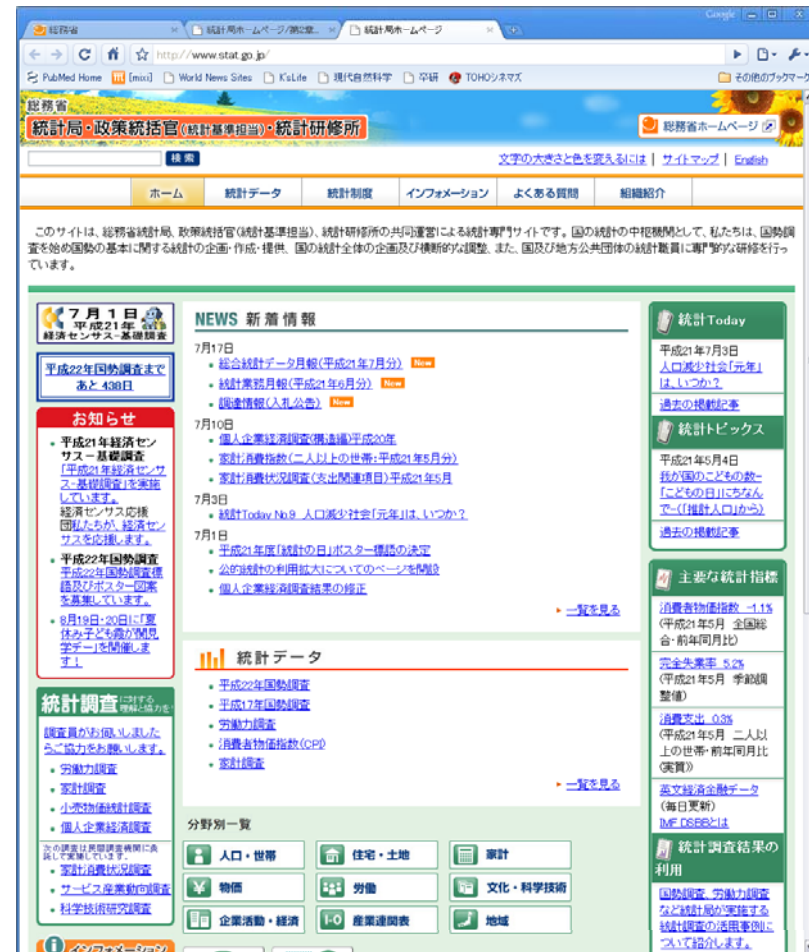 Google
総務省
統計局ホームページ/第2章...
統計局ホームページ
http://www.stat.go.jp/
PubMed Home [mixi] World News Sites K'sLife 現代自然科学 卒研 TOHOシネマズ その他のブックマーク
総務省
統計局・政策統括官(統計基準担当)・統計研修所
総務省ホームページ
検索
文字の大きさと色を変えるには | サイトマップ | English
ホーム 統計データ 統計制度 インフォメーション よくある質問 組織紹介
このサイトは、総務省統計局、政策統括官(統計基準担当)、統計研修所の共同運営による統計専門サイトです。国の統計の中枢機関として、私たちは、国勢調
査を始め国勢の基本に関する統計の企画・作成・提供、国の統計全体の企画及び横断的な調整、また、国及び地方公共団体の統計職員に専門的な研修を行っ
ています。
7月1日
平成21年
経済センサス-基礎調査
平成22年国勢調査まで
あと 438日
お知らせ
平成21年経済セン
サス－基礎調査
「平成21年経済センサ
ス-基礎調査」を実施
しています。
経済センサス応援
団私たちが、経済セン
サスを応援します。
平成22年国勢調査
平成22年国勢調査標
語及びポスター図案
を募集しています。
8月19日・20日に「夏
休み子ども霞が関見
学デー」を開催しま
す！
統計調査に対する
理解と協力を
調査員がお伺いしました
らご協力をお願いします。
労働力調査
家計調査
小売物価統計調査
個人企業経済調査
次の調査は民間調査機関に委
託して実施しています。
家計消費状況調査
サービス産業動向調査
科学技術研究調査
インフォメーション
NEWS 新着情報
7月17日
総合統計データ月報(平成21年7月分) New
統計業務月報(平成21年6月分) New
調達情報(入札公告) New
7月10日
個人企業経済調査(構造編)平成20年
家計消費指数(二人以上の世帯:平成21年5月分)
家計消費状況調査(支出関連項目)平成21年5月
7月3日
統計Today No.9 人口減少社会「元年」は、いつか？
7月1日
平成21年度「統計の日」ポスター標語の決定
公的統計の利用拡大についてのページを開設
個人企業経済調査結果の修正
一覧を見る
統計データ
平成22年国勢調査
平成17年国勢調査
労働力調査
消費者物価指数(CPI)
家計調査
一覧を見る
分野別一覧
人口・世帯 住宅・土地 家計
物価 労働 文化・科学技術
企業活動・経済 I-O 産業連関表 地域
統計Today
平成21年7月3日
人口減少社会「元年」
は、いつか？
過去の掲載記事
統計トピックス
平成21年5月4日
我が国のこどもの数-
「こどもの日」にちなん
で-(「推計人口」から)
過去の掲載記事
主要な統計指標
消費者物価指数 -1.1%
(平成21年5月 全国総
合・前年同月比)
完全失業率 5.2%
(平成21年5月 季節調
整値)
消費支出 0.3%
(平成21年5月 二人以
上の世帯・前年同月比
(実質))
英文経済金融データ
(毎日更新)
IMF DSBBとは
統計調査結果の
利用
国勢調査、労働力調査
など統計局が実施する
統計調査の活用事例に
ついて紹介します。